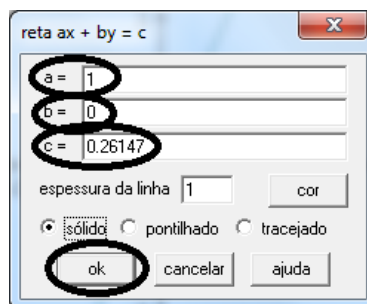 reta ax + by = c
a = 1
b = 0
c = 0.26147
espessura da linha 1 cor
sólido pontilhado tracejado
ok cancelar ajuda